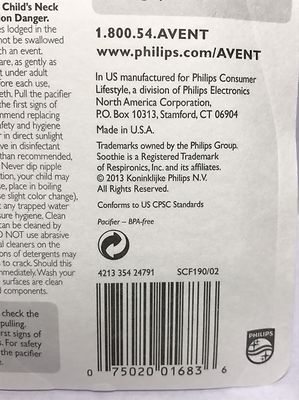 Child's Neck
on Danger.
es lodged in the
not be swallowed
ch an event.
are, as gently as
t under adult
ore each use,
eth. Pull the pacifier
the first signs of
mmend replacing
afety and hygiene
r in direct sunlight
ve in disinfectant
than recommended,
Never dip nipple
tion, your child may
se, place in boiling
se slight color change),
t any trapped water
sure hygiene. Clean
can be cleaned by
O NOT use abrasive
al cleaners on the
ons of detergents may
to crack. Should this
mmediately. Wash your
surfaces are clean
d components.
check the
pulling.
irst signs of
s. For safety
the pacifier
1.800.54.AVENT
www.philips.com/AVENT
In US manufactured for Philips Consumer
Lifestyle, a division of Philips Electronics
North America Corporation,
P.O. Box 10313, Stamford, CT 06904
Made in U.S.A.
Trademarks owned by the Philips Group.
Soothie is a Registered Trademark
of Respironics, Inc. and its affiliates.
© 2013 Koninklijke Philips N.V.
All Rights Reserved.
Conforms to US CPSC Standards
Pacifier – BPA-free
4213 354 24791 SCF190/02
0 75020 01683 6
PHILIPS